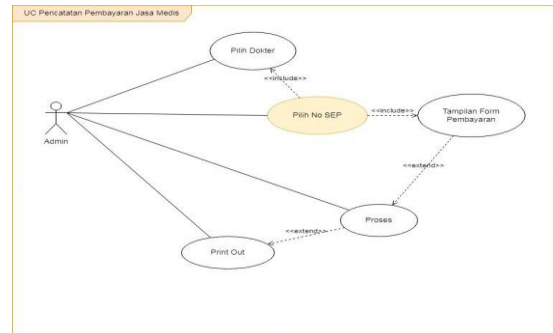 UC Pencatatan Pembayaran Jasa Medis
Pilih Dokter
<<include>>
Pilih No SEP
<<include>>
Tampilan Form
Pembayaran
Admin
<<extend>>
Proses
<<extend>>
Print Out